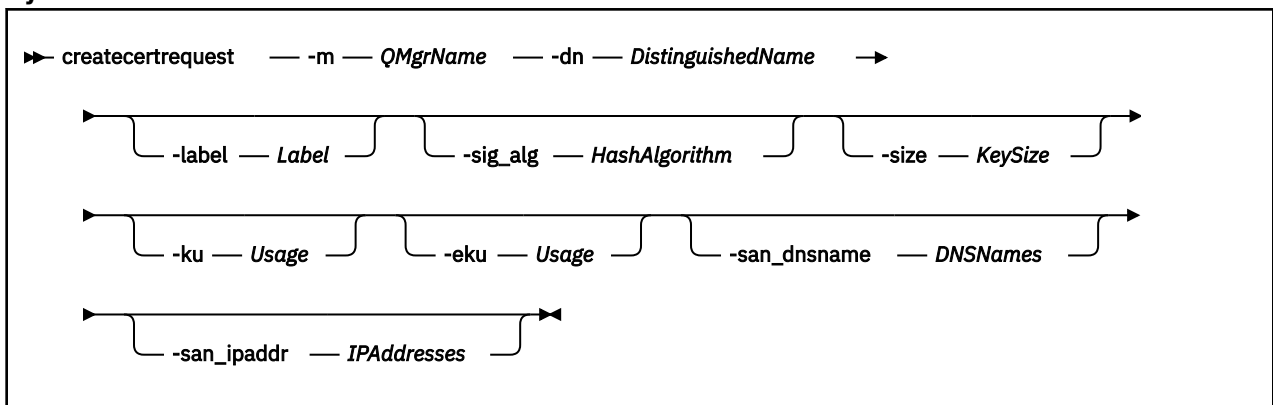 createcertrequest -m QMgrName -dn DistinguishedName
-label Label -sig_alg HashAlgorithm -size KeySize
-ku Usage -eku Usage -san_dnsname DNSNames
-san_ipaddr IPAddresses